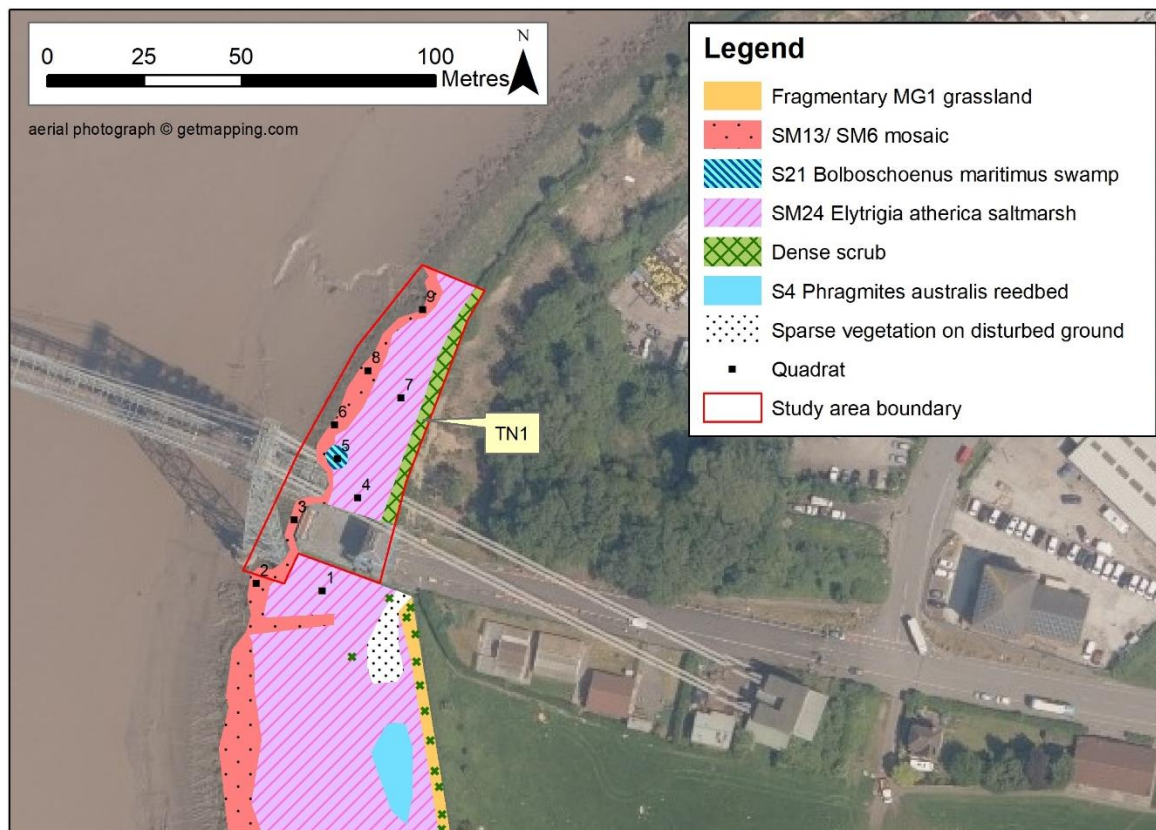 N
0 25 50 100
Metres
aerial photograph © getmapping.com
Legend
Fragmentary MG1 grassland
SM13/ SM6 mosaic
S21 Bolboschoenus maritimus swamp
SM24 Elytrigia atherica saltmarsh
Dense scrub
S4 Phragmites australis reedbed
Sparse vegetation on disturbed ground
Quadrat
Study area boundary
9
8
7
6
TN1
5
4
3
2
1